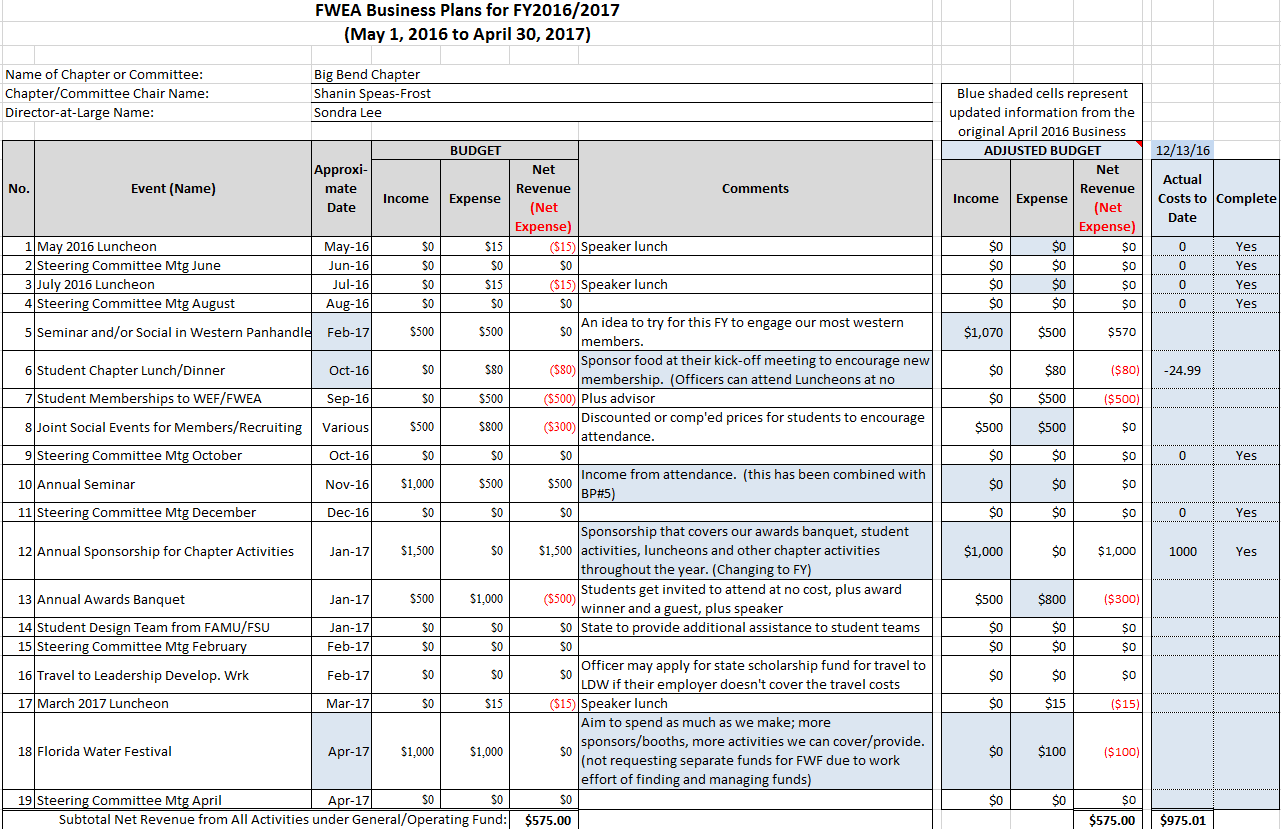 FWEA Business Plans for FY2016/2017
(May 1, 2016 to April 30, 2017)
Name of Chapter or Committee: Big Bend Chapter
Chapter/Committee Chair Name: Shanin Speas-Frost
Director-at-Large Name: Sondra Lee
Blue shaded cells represent
updated information from the
original April 2016 Business
BUDGET ADJUSTED BUDGET 12/13/16
No. Event (Name) Approxi-
mate
Date Income Expense Net
Revenue
(Net
Expense) Comments Income Expense Net
Revenue
(Net
Expense) Actual
Costs to
Date Complete
1 May 2016 Luncheon May-16 $0 $15 ($15) Speaker lunch $0 $0 $0 0 Yes
2 Steering Committee Mtg June Jun-16 $0 $0 $0 $0 $0 $0 0 Yes
3 July 2016 Luncheon Jul-16 $0 $15 ($15) Speaker lunch $0 $0 $0 0 Yes
4 Steering Committee Mtg August Aug-16 $0 $0 $0 $0 $0 $0 0 Yes
5 Seminar and/or Social in Western Panhandle Feb-17 $500 $500 $0 An idea to try for this FY to engage our most western
members. $1,070 $500 $570
6 Student Chapter Lunch/Dinner Oct-16 $0 $80 ($80) Sponsor food at their kick-off meeting to encourage new
membership. (Officers can attend Luncheons at no $0 $80 ($80) -24.99
7 Student Memberships to WEF/FWEA Sep-16 $0 $500 ($500) Plus advisor $0 $500 ($500)
8 Joint Social Events for Members/Recruiting Various $500 $800 ($300) Discounted or comp'ed prices for students to encourage
attendance. $500 $500 $0
9 Steering Committee Mtg October Oct-16 $0 $0 $0 $0 $0 $0 0 Yes
10 Annual Seminar Nov-16 $1,000 $500 $500 Income from attendance. (this has been combined with
BP#5) $0 $0 $0
11 Steering Committee Mtg December Dec-16 $0 $0 $0 $0 $0 $0 0 Yes
12 Annual Sponsorship for Chapter Activities Jan-17 $1,500 $0 $1,500 Sponsorship that covers our awards banquet, student
activities, luncheons and other chapter activities
throughout the year. (Changing to FY) $1,000 $0 $1,000 1000 Yes
13 Annual Awards Banquet Jan-17 $500 $1,000 ($500) Students get invited to attend at no cost, plus award
winner and a guest, plus speaker $500 $800 ($300)
14 Student Design Team from FAMU/FSU Jan-17 $0 $0 $0 State to provide additional assistance to student teams $0 $0 $0
15 Steering Committee Mtg February Feb-17 $0 $0 $0 $0 $0 $0
16 Travel to Leadership Develop. Wrk Feb-17 $0 $0 $0 Officer may apply for state scholarship fund for travel to
LDW if their employer doesn't cover the travel costs $0 $0 $0
17 March 2017 Luncheon Mar-17 $0 $15 ($15) Speaker lunch $0 $15 ($15)
18 Florida Water Festival Apr-17 $1,000 $1,000 $0 Aim to spend as much as we make; more
sponsors/booths, more activities we can cover/provide.
(not requesting separate funds for FWF due to work
effort of finding and managing funds) $0 $100 ($100)
19 Steering Committee Mtg April Apr-17 $0 $0 $0 $0 $0 $0
Subtotal Net Revenue from All Activities under General/Operating Fund: $575.00 $575.00 $975.01